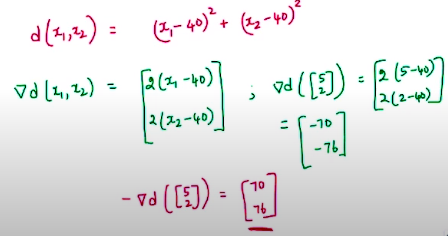 d(x₁,x₂) = (x₁-40)² + (x₂-40)²
∇d(x₁,x₂) = [2(x₁-40) 2(x₂-40)] ; ∇d([5 2]) = [2(5-40) 2(2-40)]
= [-70 -76]
-∇d([5 2]) = [70 76]